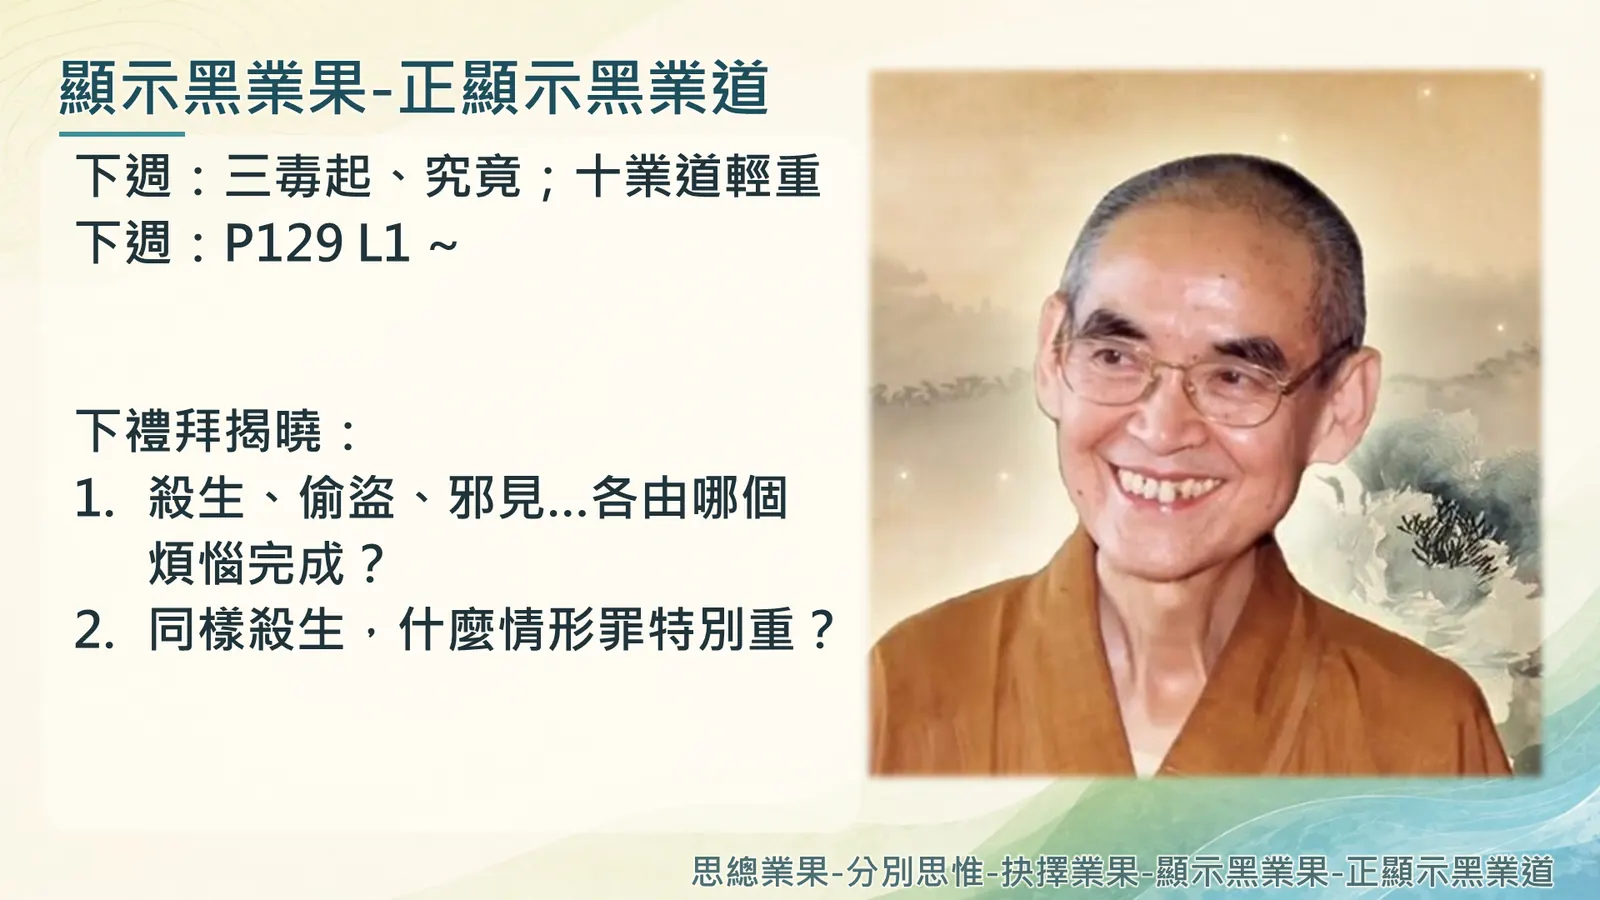 顯示黑業果-正顯示黑業道
下週：三毒起、究竟；十業道輕重
下週：P129 L1 ~
下禮拜揭曉：
1. 殺生、偷盜、邪見...各由哪個
煩惱完成？
2. 同樣殺生，什麼情形罪特別重？
思總業果-分別思惟-抉擇業果-顯示黑業果-正顯示黑業道